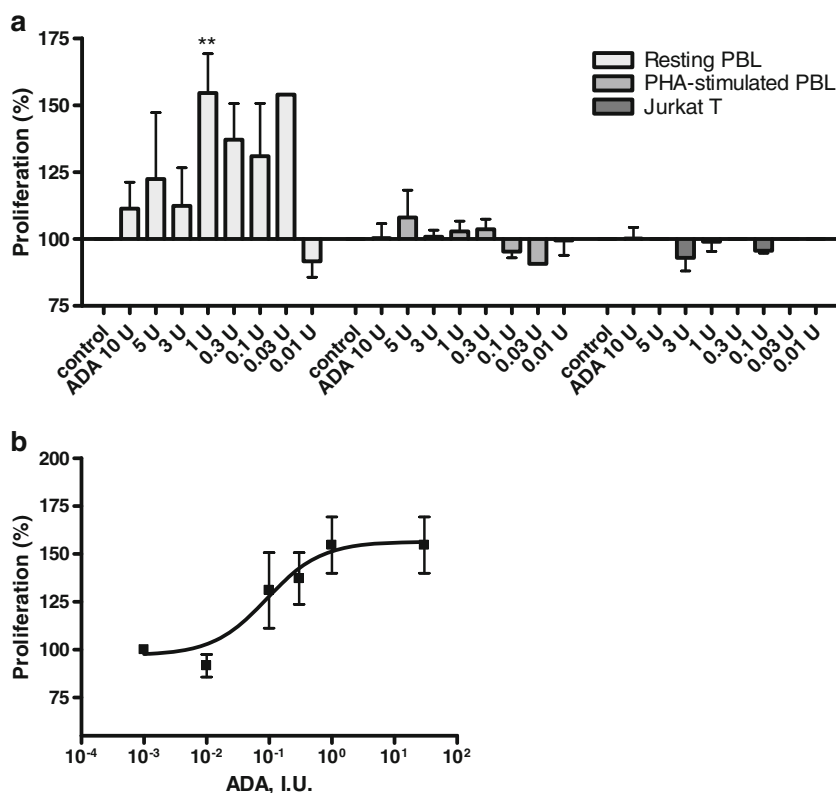 a
175
150
125
100
75
Proliferation (%)
**
Resting PBL
PHA-stimulated PBL
Jurkat T
control
ADA 10 U
5 U
3 U
1 U
0.3 U
0.1 U
0.03 U
0.01 U
control
ADA 10 U
5 U
3 U
1 U
0.3 U
0.1 U
0.03 U
0.01 U
control
ADA 10 U
5 U
3 U
1 U
0.3 U
0.1 U
0.03 U
0.01 U
b
200
175
150
125
100
75
Proliferation (%)
10⁻⁴ 10⁻³ 10⁻² 10⁻¹ 10⁰ 10¹ 10²
ADA, I.U.